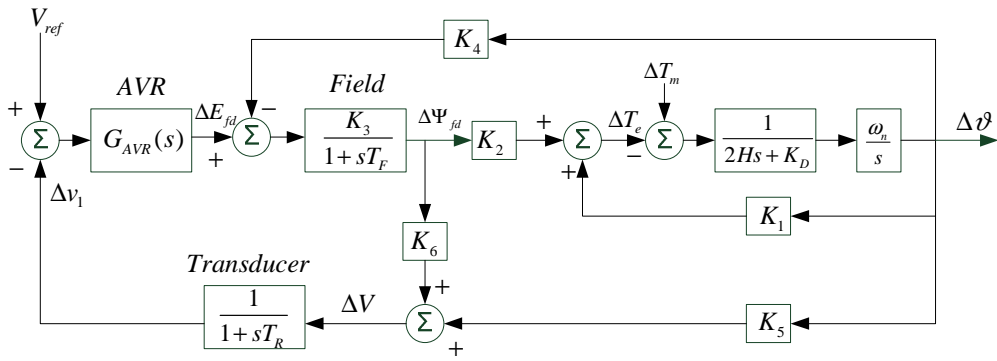 V_ref
K_4
AVR
Field
ΔT_m
+
Σ
−
G_AVR(s)
ΔE_fd
+
−
Σ
K_3
1+sT_F
ΔΨ_fd
K_2
+
Σ
+
ΔT_e
−
Σ
1
2Hs+K_D
ω_n
s
Δϑ
Δv_1
K_1
K_6
Transducer
1
1+sT_R
ΔV
+
Σ
+
K_5